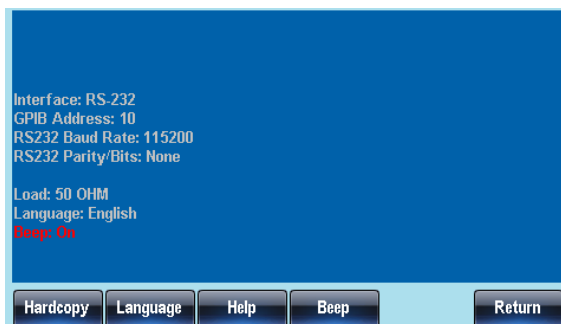 Interface: RS-232
GPIB Address: 10
RS232 Baud Rate: 115200
RS232 Parity/Bits: None
Load: 50 OHM
Language: English
Beep: On
Hardcopy Language Help Beep Return